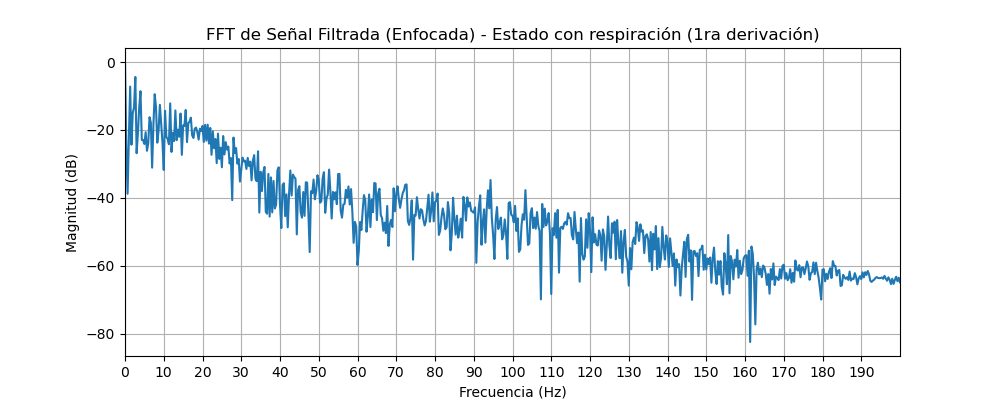 FFT de Señal Filtrada (Enfocada) - Estado con respiración (1ra derivación)
0
−20
−40
−60
−80
Magnitud (dB)
0 10 20 30 40 50 60 70 80 90 100 110 120 130 140 150 160 170 180 190
Frecuencia (Hz)